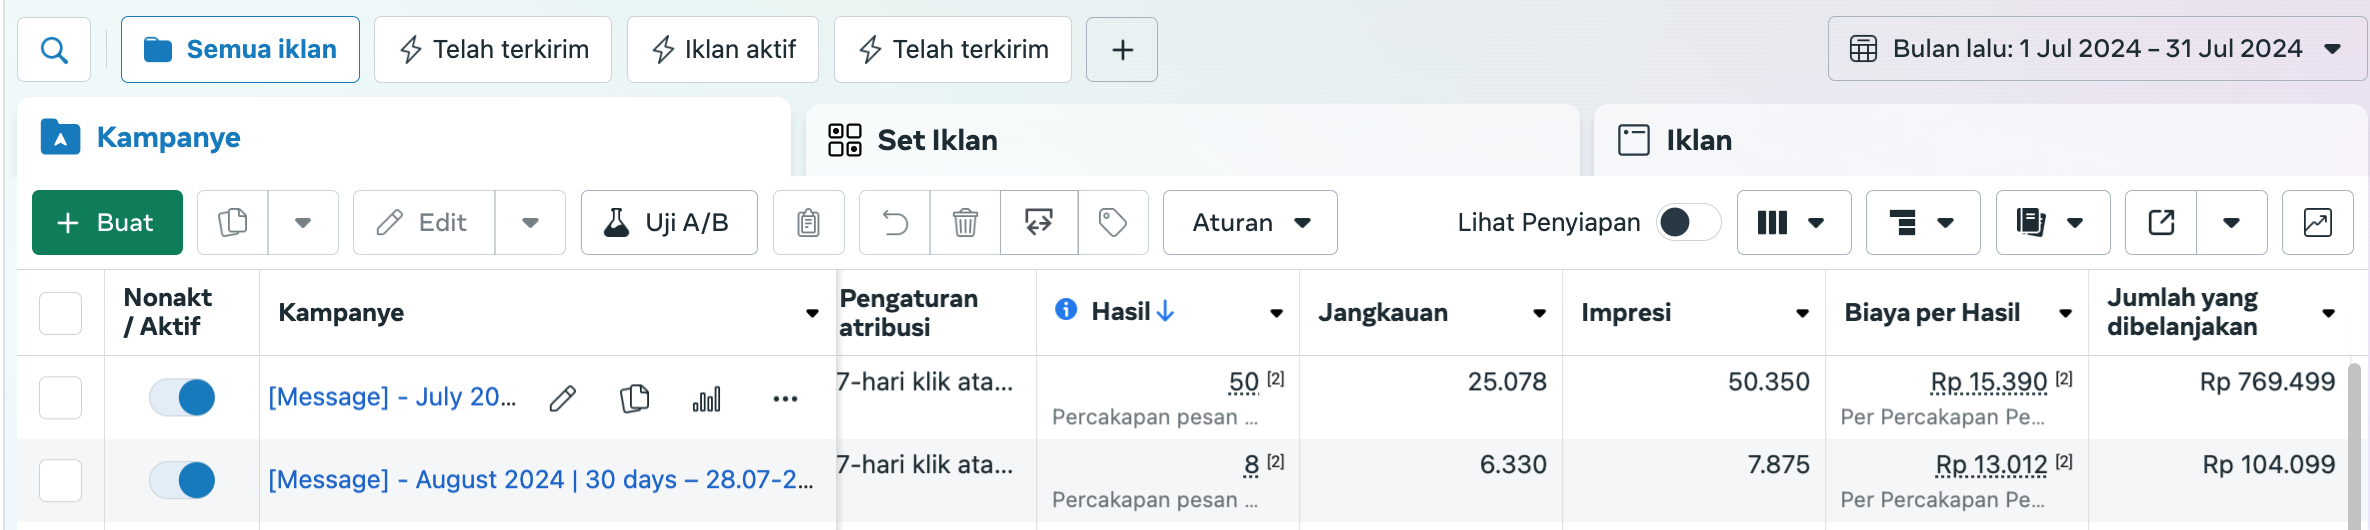 Semua iklan
Telah terkirim
Iklan aktif
Telah terkirim
Bulan lalu: 1 Jul 2024 – 31 Jul 2024
Kampanye
Set Iklan
Iklan
+ Buat
Edit
Uji A/B
Aturan
Lihat Penyiapan
Nonakt
/ Aktif
Kampanye
Pengaturan
atribusi
Hasil ↓
Jangkauan
Impresi
Biaya per Hasil
Jumlah yang
dibelanjakan
[Message] - July 20...
7-hari klik ata...
50 [2]
Percakapan pesan ...
25.078
50.350
Rp 15.390 [2]
Per Percakapan Pe...
Rp 769.499
[Message] - August 2024 | 30 days – 28.07-2...
7-hari klik ata...
8 [2]
Percakapan pesan ...
6.330
7.875
Rp 13.012 [2]
Per Percakapan Pe...
Rp 104.099